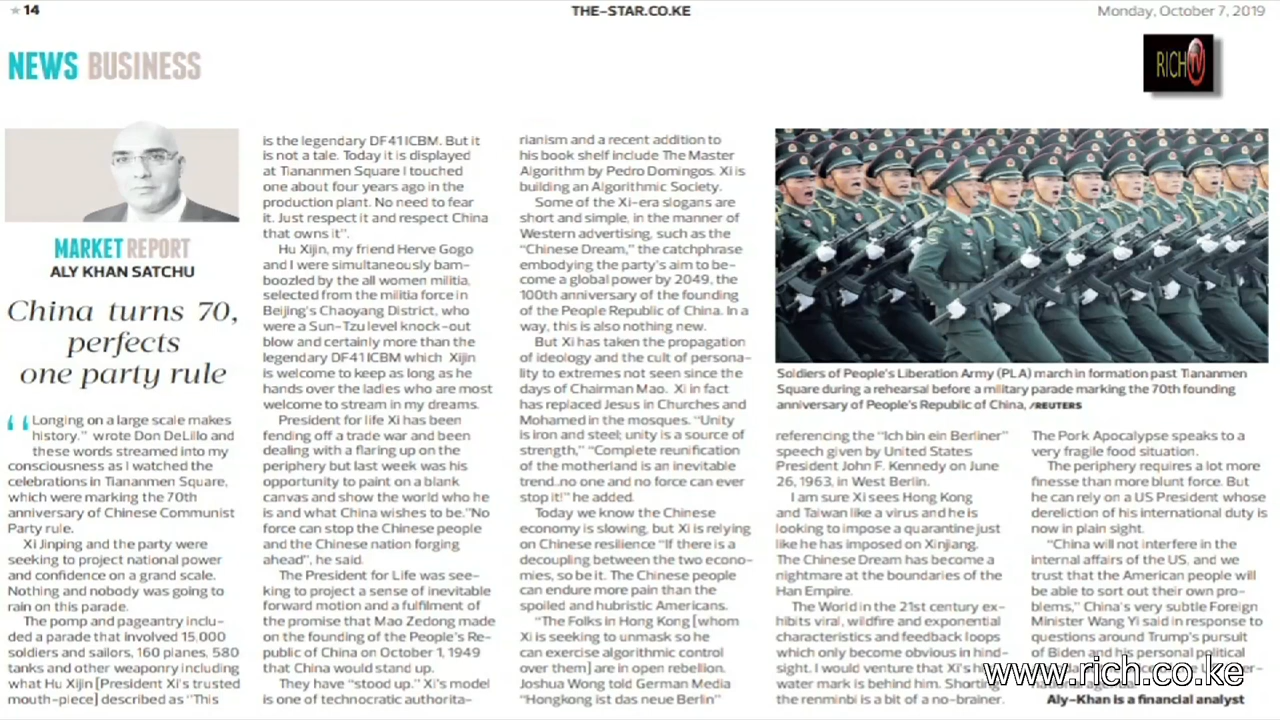 ★ 14
THE-STAR.CO.KE
Monday, October 7, 2019
NEWS BUSINESS
RICH TV
MARKET REPORT
ALY KHAN SATCHU
China turns 70,
perfects
one party rule
“Longing on a large scale makes
history.” wrote Don DeLillo and
these words streamed into my
consciousness as I watched the
celebrations in Tiananmen Square,
which were marking the 70th
anniversary of Chinese Communist
Party rule.
Xi Jinping and the party were
seeking to project national power
and confidence on a grand scale.
Nothing and nobody was going to
rain on this parade.
The pomp and pageantry inclu-
ded a parade that involved 15,000
soldiers and sailors, 160 planes, 580
tanks and other weaponry including
what Hu Xijin [President Xi's trusted
mouth-piece] described as “This
is the legendary DF41 ICBM. But it
is not a tale. Today it is displayed
at Tiananmen Square I touched
one about four years ago in the
production plant. No need to fear
it. Just respect it and respect China
that owns it”.
Hu Xijin, my friend Herve Gogo
and I were simultaneously bam-
boozled by the all women militia,
selected from the militia force in
Beijing's Chaoyang District, who
were a Sun-Tzu level knock-out
blow and certainly more than the
legendary DF41 ICBM which Xijin
is welcome to keep as long as he
hands over the ladies who are most
welcome to stream in my dreams.
President for life Xi has been
fending off a trade war and been
dealing with a flaring up on the
periphery but last week was his
opportunity to paint on a blank
canvas and show the world who he
is and what China wishes to be.”No
force can stop the Chinese people
and the Chinese nation forging
ahead”, he said.
The President for Life was see-
king to project a sense of inevitable
forward motion and a fulfilment of
the promise that Mao Zedong made
on the founding of the People's Re-
public of China on October 1, 1949
that China would stand up.
They have “stood up.” Xi's model
is one of technocratic authorita-
rianism and a recent addition to
his book shelf include The Master
Algorithm by Pedro Domingos. Xi is
building an Algorithmic Society.
Some of the Xi-era slogans are
short and simple, in the manner of
Western advertising, such as the
“Chinese Dream,” the catchphrase
embodying the party's aim to be-
come a global power by 2049, the
100th anniversary of the founding
of the People Republic of China. In a
way, this is also nothing new.
But Xi has taken the propagation
of ideology and the cult of persona-
lity to extremes not seen since the
days of Chairman Mao. Xi in fact
has replaced Jesus in Churches and
Mohamed in the mosques. “Unity
is iron and steel; unity is a source of
strength,” “Complete reunification
of the motherland is an inevitable
trend..no one and no force can ever
stop it!” he added.
Today we know the Chinese
economy is slowing, but Xi is relying
on Chinese resilience “If there is a
decoupling between the two econo-
mies, so be it. The Chinese people
can endure more pain than the
spoiled and hubristic Americans.
“The Folks in Hong Kong [whom
Xi is seeking to unmask so he
can exercise algorithmic control
over them] are in open rebellion.
Joshua Wong told German Media
“Hongkong ist das neue Berlin”
Soldiers of People's Liberation Army (PLA) march in formation past Tiananmen
Square during a rehearsal before a military parade marking the 70th founding
anniversary of People's Republic of China, /REUTERS
referencing the “Ich bin ein Berliner”
speech given by United States
President John F. Kennedy on June
26, 1963, in West Berlin.
I am sure Xi sees Hong Kong
and Taiwan like a virus and he is
looking to impose a quarantine just
like he has imposed on Xinjiang.
The Chinese Dream has become a
nightmare at the boundaries of the
Han Empire.
The World in the 21st century ex-
hibits viral, wildfire and exponential
characteristics and feedback loops
which only become obvious in hind-
sight. I would venture that Xi's
water mark is behind him. Shorting
the renminbi is a bit of a no-brainer.
The Pork Apocalypse speaks to a
very fragile food situation.
The periphery requires a lot more
finesse than more blunt force. But
he can rely on a US President whose
dereliction of his international duty is
now in plain sight.
“China will not interfere in the
internal affairs of the US, and we
trust that the American people will
be able to sort out their own pro-
blems,” China's very subtle Foreign
Minister Wang Yi said in response to
questions around Trump's pursuit
of Biden and his personal political
www.rich.co.ke
Aly-Khan is a financial analyst